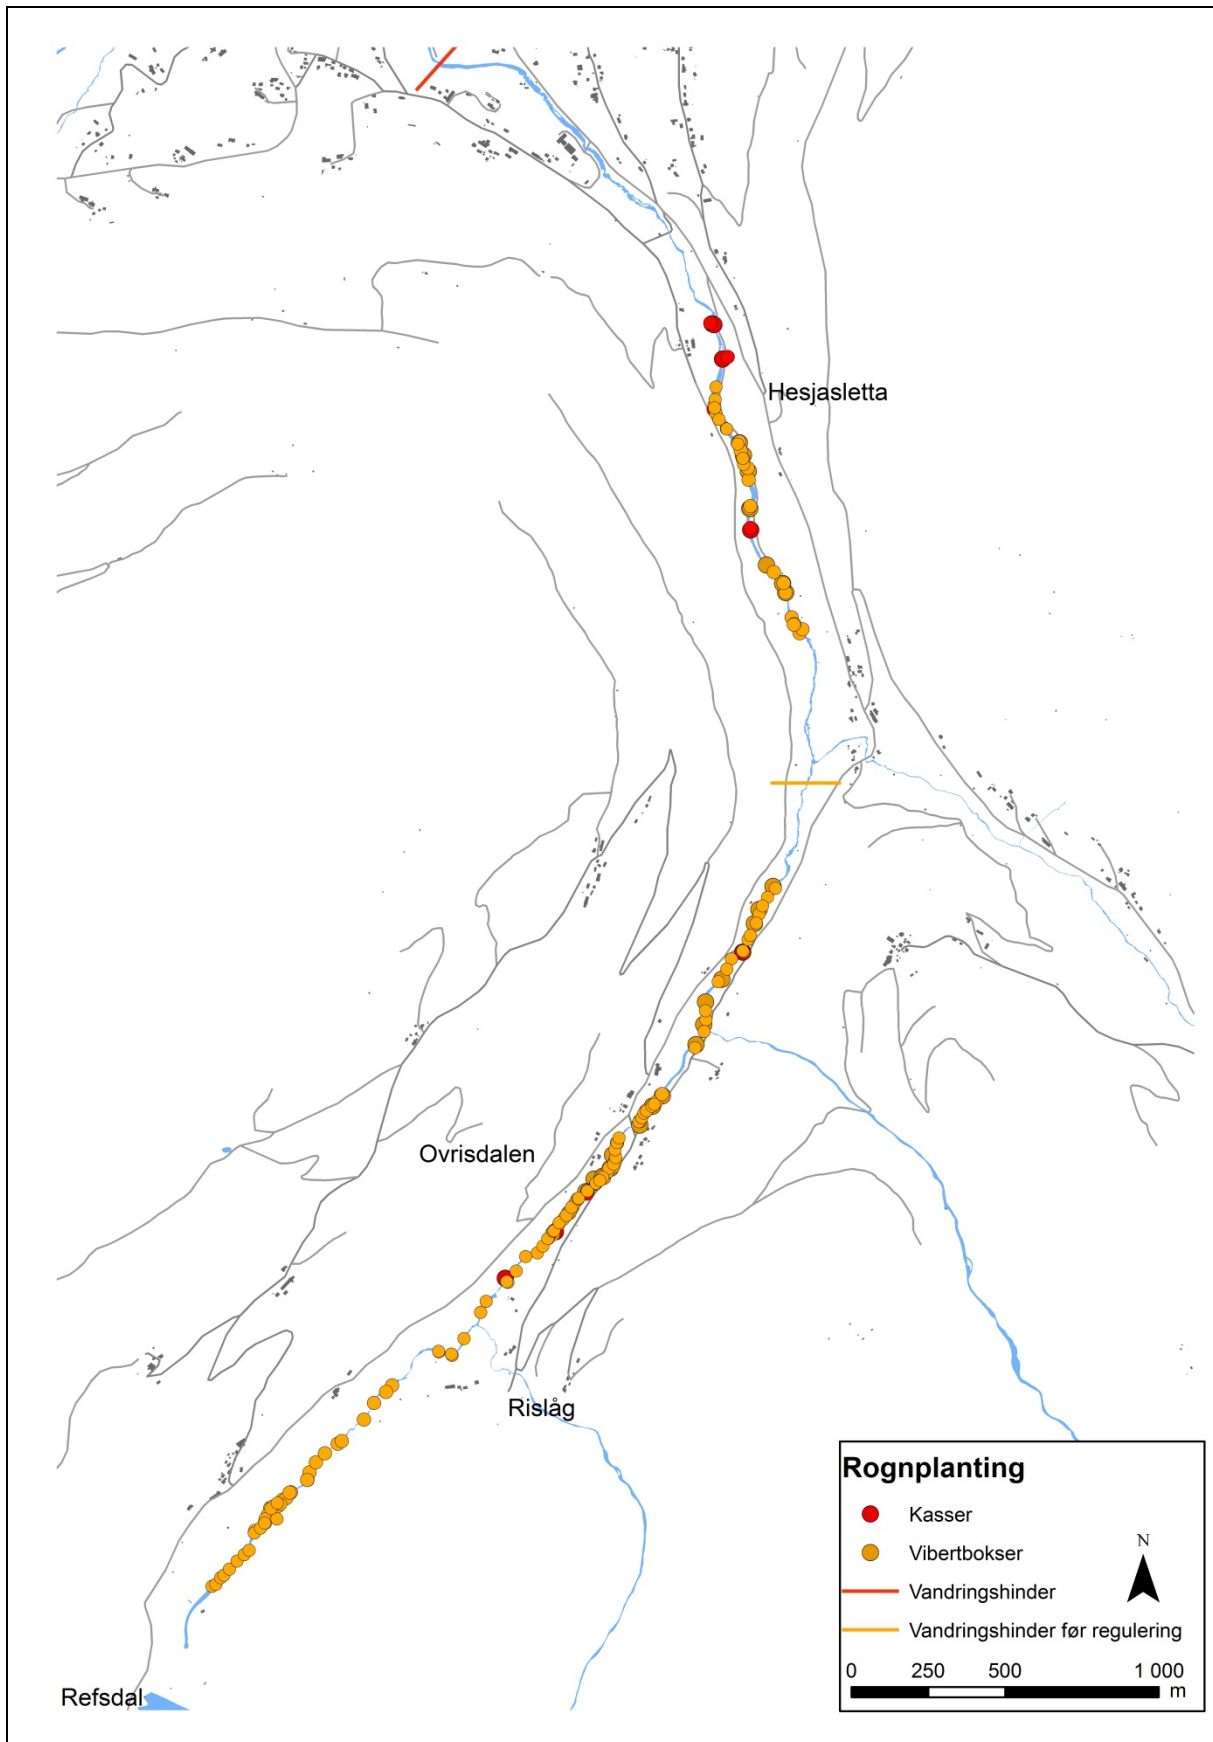 Hesjasletta
Ovrisdalen
Rislåg
Refsdal
Rognplanting
Kasser
Vibertbokser
Vandringshinder
Vandringshinder før regulering
N
0 250 500 1 000
m